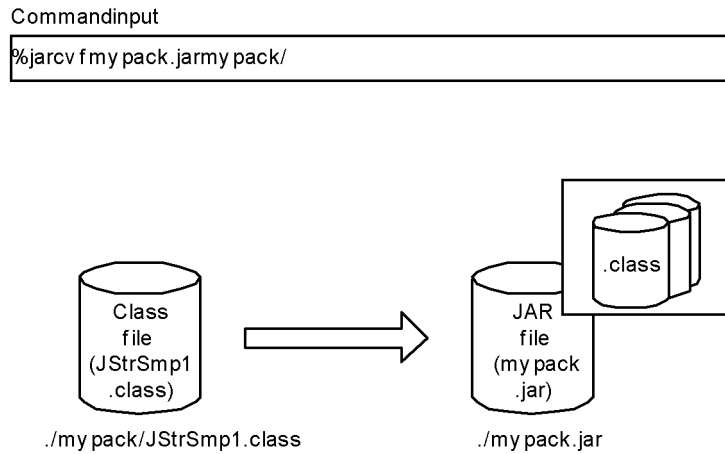 Commandinput
%jarcv f my pack.jarmy pack/
.class
Class
file
(JStrSmp1
.class)
JAR
file
(my pack
.jar)
./my pack/JStrSmp1.class
./my pack.jar